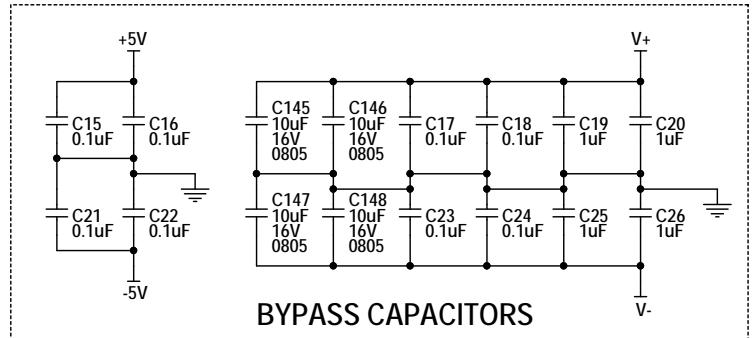 +5V
V+
C15
0.1uF
C16
0.1uF
C145
10uF
16V
0805
C146
10uF
16V
0805
C17
0.1uF
C18
0.1uF
C19
1uF
C20
1uF
C21
0.1uF
C22
0.1uF
C147
10uF
16V
0805
C148
10uF
16V
0805
C23
0.1uF
C24
0.1uF
C25
1uF
C26
1uF
-5V
V-
BYPASS CAPACITORS